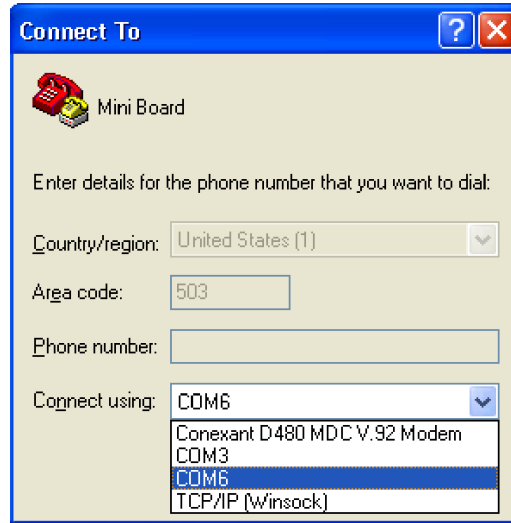 Connect To
Mini Board
Enter details for the phone number that you want to dial:
Country/region: United States (1)
Area code: 503
Phone number:
Connect using: COM6
Conexant D480 MDC V.92 Modem
COM3
COM6
TCP/IP (Winsock)